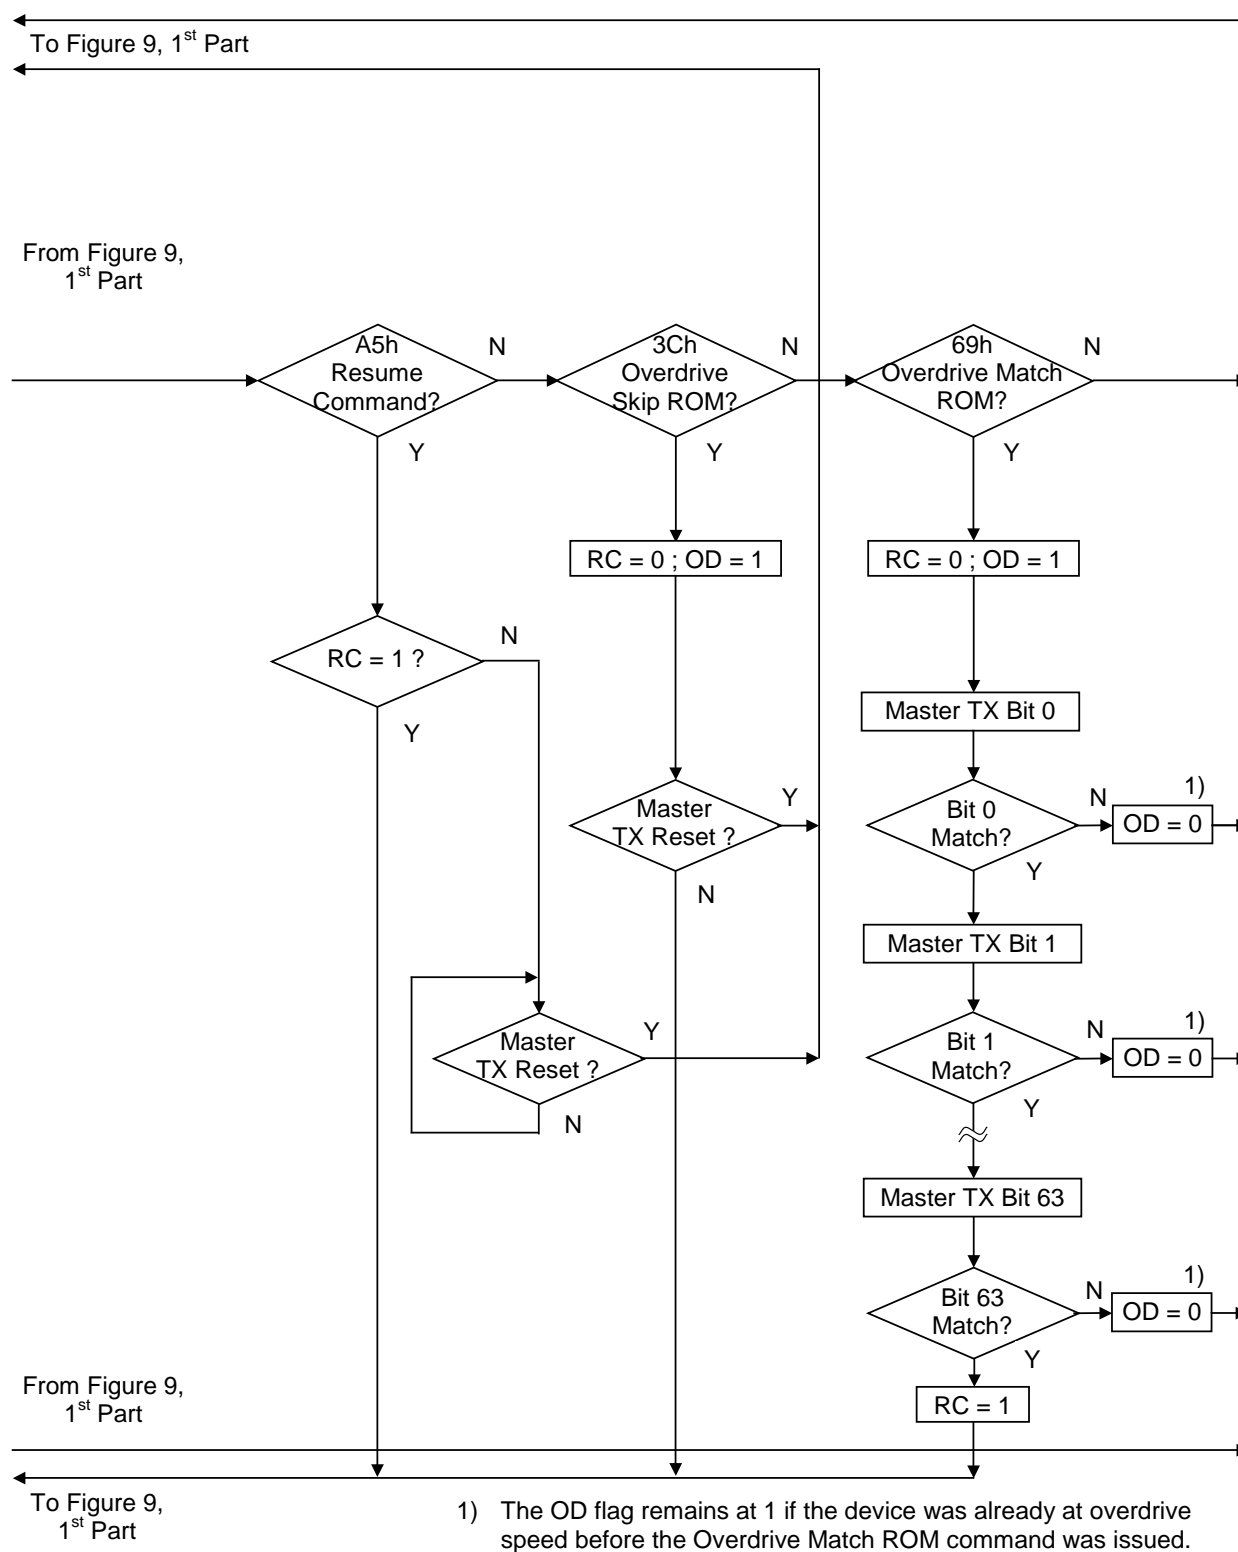 To Figure 9, 1st Part
From Figure 9,
1st Part
A5h
Resume
Command?
N
Y
3Ch
Overdrive
Skip ROM?
N
Y
69h
Overdrive Match
ROM?
N
Y
RC = 0 ; OD = 1
RC = 0 ; OD = 1
RC = 1 ?
N
Y
Master TX Bit 0
Master
TX Reset ?
Y
N
Bit 0
Match?
N
Y
1)
OD = 0
Master TX Bit 1
Master
TX Reset ?
Y
N
Bit 1
Match?
N
Y
1)
OD = 0
Master TX Bit 63
Bit 63
Match?
N
Y
1)
OD = 0
RC = 1
From Figure 9,
1st Part
To Figure 9,
1st Part
1) The OD flag remains at 1 if the device was already at overdrive
speed before the Overdrive Match ROM command was issued.